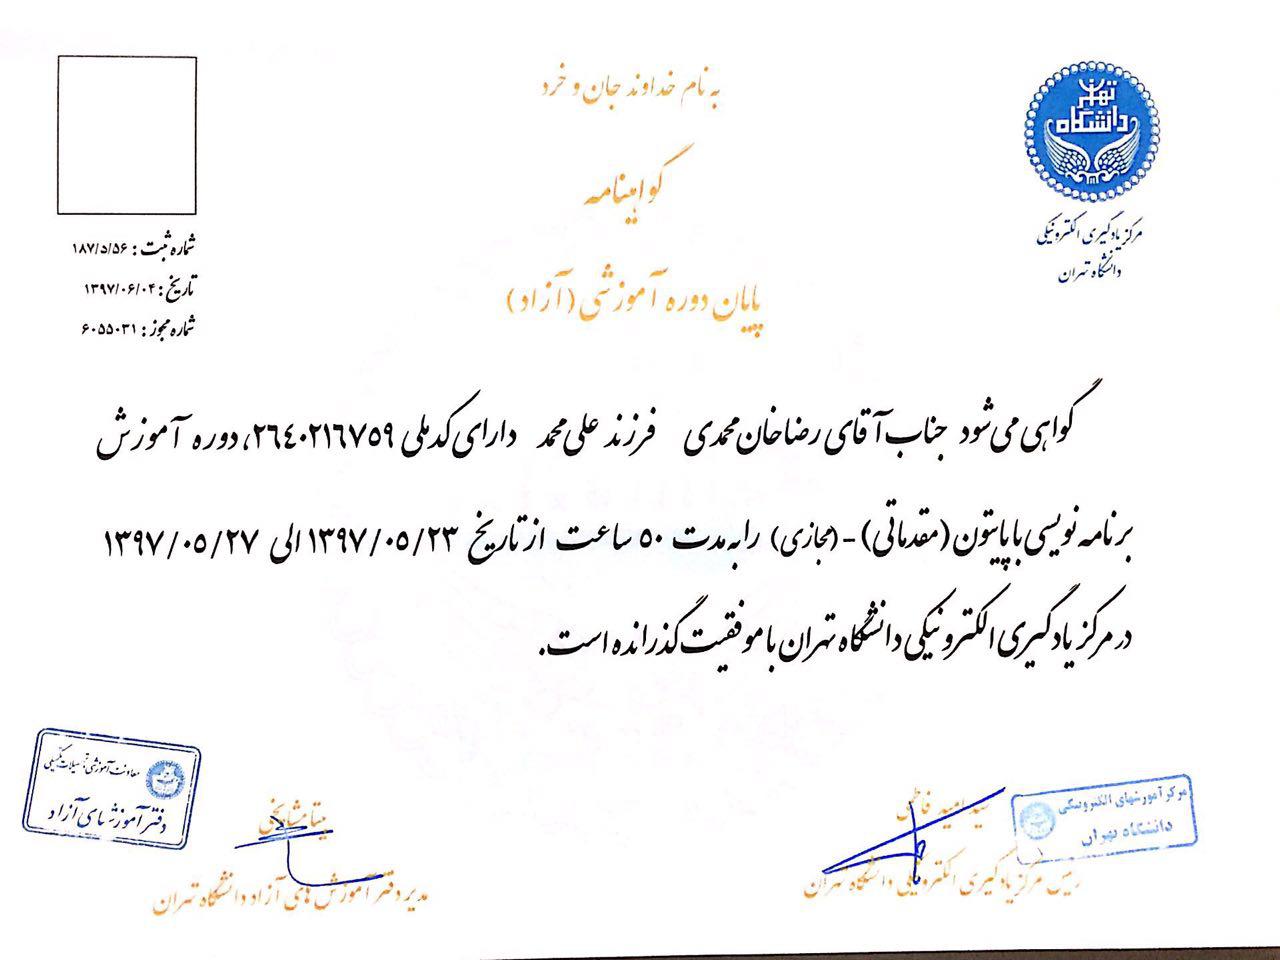 به نام خداوند جان و خرد
گواهینامه
پایان دوره آموزشی (آزاد)
دانشگاه تهران
مرکز یادگیری الکترونیکی
دانشگاه تهران
شماره ثبت : ۱۸۷/د/۵۶
تاریخ : ۱۳۹۷/۰۶/۰۴
شماره مجوز : ۶۰۵۵۰۳۱
گواهی می‌شود جناب آقای رضا خان‌محمدی فرزند علی‌محمد دارای کد ملی ۲۶۴۰۲۱۶۷۵۹، دوره آموزش
برنامه نویسی با پایتون (مقدماتی) - (مجازی) را به مدت ۵۰ ساعت از تاریخ ۱۳۹۷/۰۵/۲۳ الی ۱۳۹۷/۰۵/۲۷
در مرکز یادگیری الکترونیکی دانشگاه تهران با موفقیت گذرانده است.
سید امید فاطمی
رئیس مرکز یادگیری الکترونیکی دانشگاه تهران
مرکز آموزشهای الکترونیکی
دانشگاه تهران
میتا مشایخی
مدیر دفتر آموزش های آزاد دانشگاه تهران
معاونت آموزشی و تحصیلات تکمیلی
دفتر آموزشهای آزاد